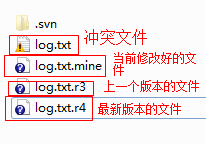 .svn
log.txt 冲突文件
log.txt.mine 当前修改好的文件
log.txt.r3 上一个版本的文件
log.txt.r4 最新版本的文件